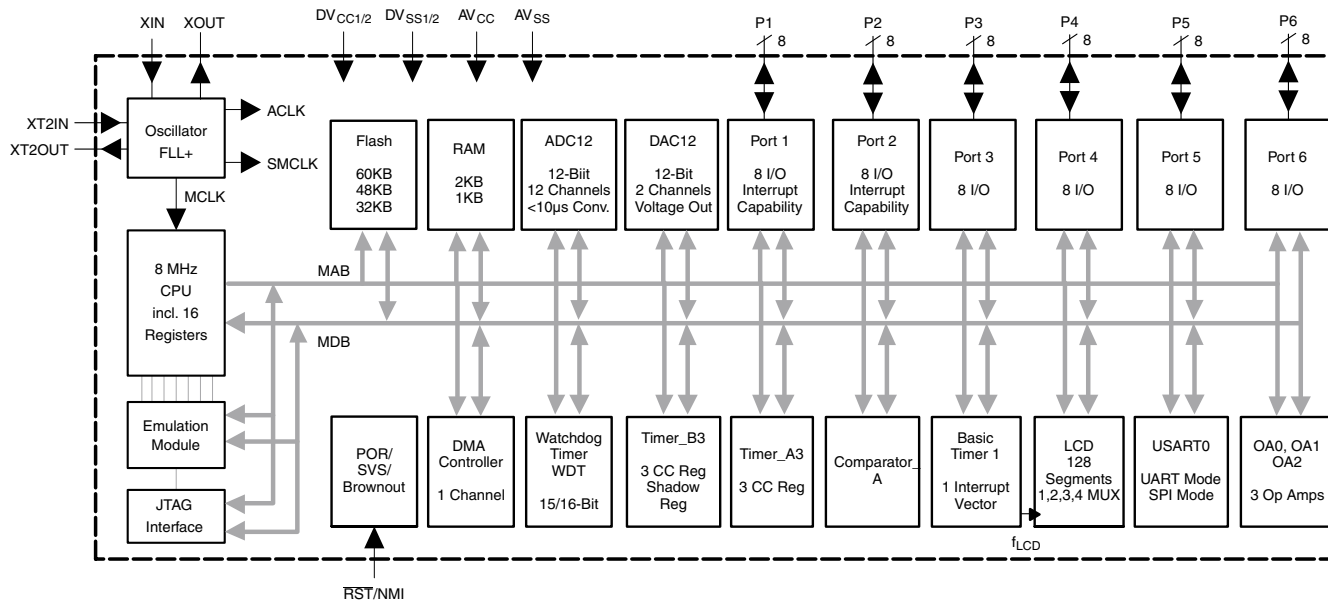 XIN
XOUT
DVCC1/2
DVSS1/2
AVCC
AVSS
P1
P2
P3
P4
P5
P6
8
8
8
8
8
8
XT2IN
XT2OUT
Oscillator
FLL+
ACLK
SMCLK
MCLK
8 MHz
CPU
incl. 16
Registers
Emulation
Module
JTAG
Interface
MAB
MDB
Flash
60KB
48KB
32KB
RAM
2KB
1KB
ADC12
12-Biit
12 Channels
<10µs Conv.
DAC12
12-Bit
2 Channels
Voltage Out
Port 1
8 I/O
Interrupt
Capability
Port 2
8 I/O
Interrupt
Capability
Port 3
8 I/O
Port 4
8 I/O
Port 5
8 I/O
Port 6
8 I/O
POR/
SVS/
Brownout
DMA
Controller
1 Channel
Watchdog
Timer
WDT
15/16-Bit
Timer_B3
3 CC Reg
Shadow
Reg
Timer_A3
3 CC Reg
Comparator_
A
Basic
Timer 1
1 Interrupt
Vector
LCD
128
Segments
1,2,3,4 MUX
USART0
UART Mode
SPI Mode
OA0, OA1
OA2
3 Op Amps
fLCD
RST/NMI